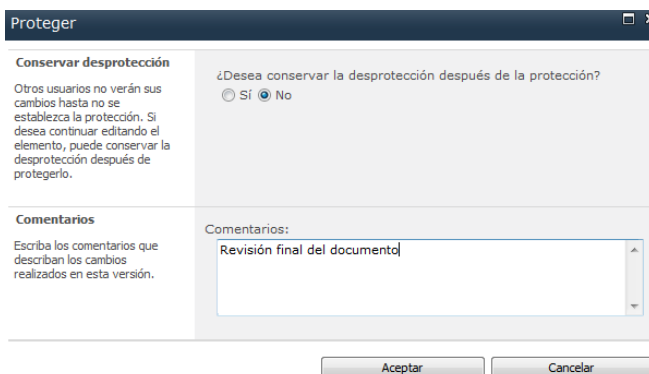 Proteger
Conservar desprotección
Otros usuarios no verán sus
cambios hasta no se
establezca la protección. Si
desea continuar editando el
elemento, puede conservar la
desprotección después de
protegerlo.
¿Desea conservar la desprotección después de la protección?
Sí No
Comentarios
Escriba los comentarios que
describan los cambios
realizados en esta versión.
Comentarios:
Revisión final del documento
Aceptar Cancelar